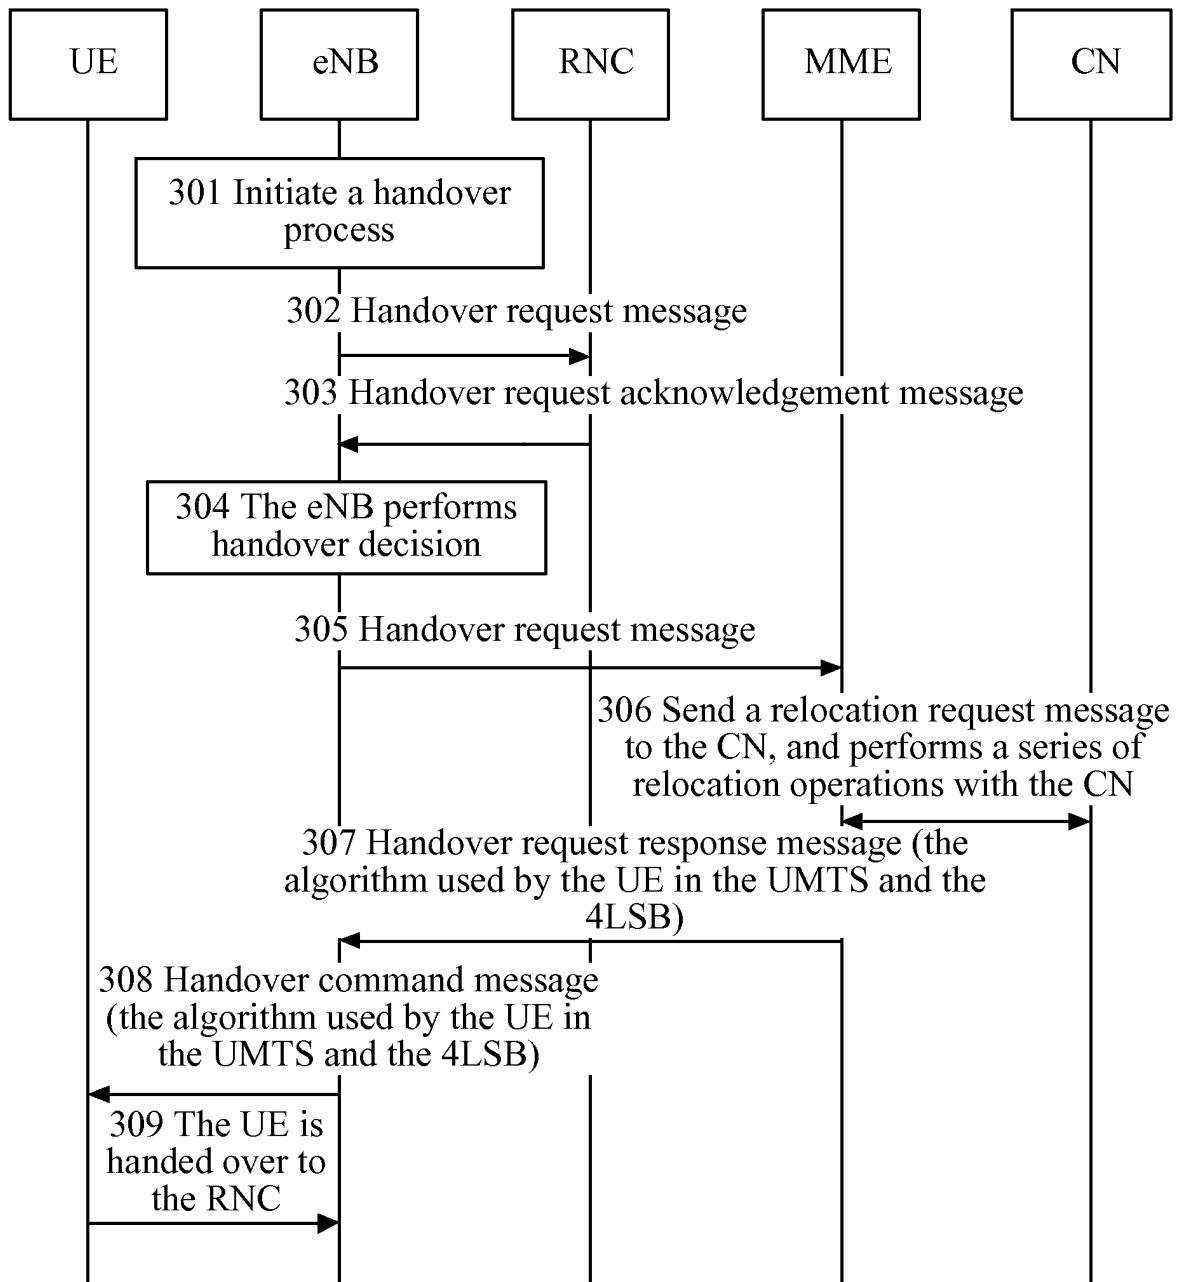 UE
eNB
RNC
MME
CN
301 Initiate a handover
process
302 Handover request message
303 Handover request acknowledgement message
304 The eNB performs
handover decision
305 Handover request message
306 Send a relocation request message
to the CN, and performs a series of
relocation operations with the CN
307 Handover request response message (the
algorithm used by the UE in the UMTS and the
4LSB)
308 Handover command message
(the algorithm used by the UE in
the UMTS and the 4LSB)
309 The UE is
handed over to
the RNC